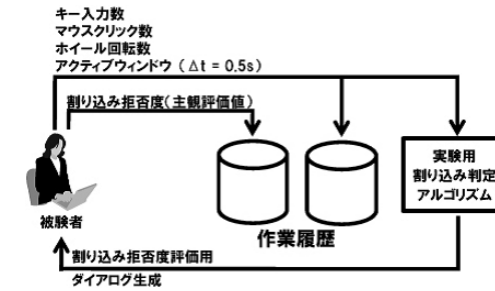 キー入力数
マウスクリック数
ホイール回転数
アクティブウィンドウ（Δt = 0.5s）
割り込み拒否度（主観評価値）
実験用
割り込み判定
アルゴリズム
被験者
作業履歴
割り込み拒否度評価用
ダイアログ生成